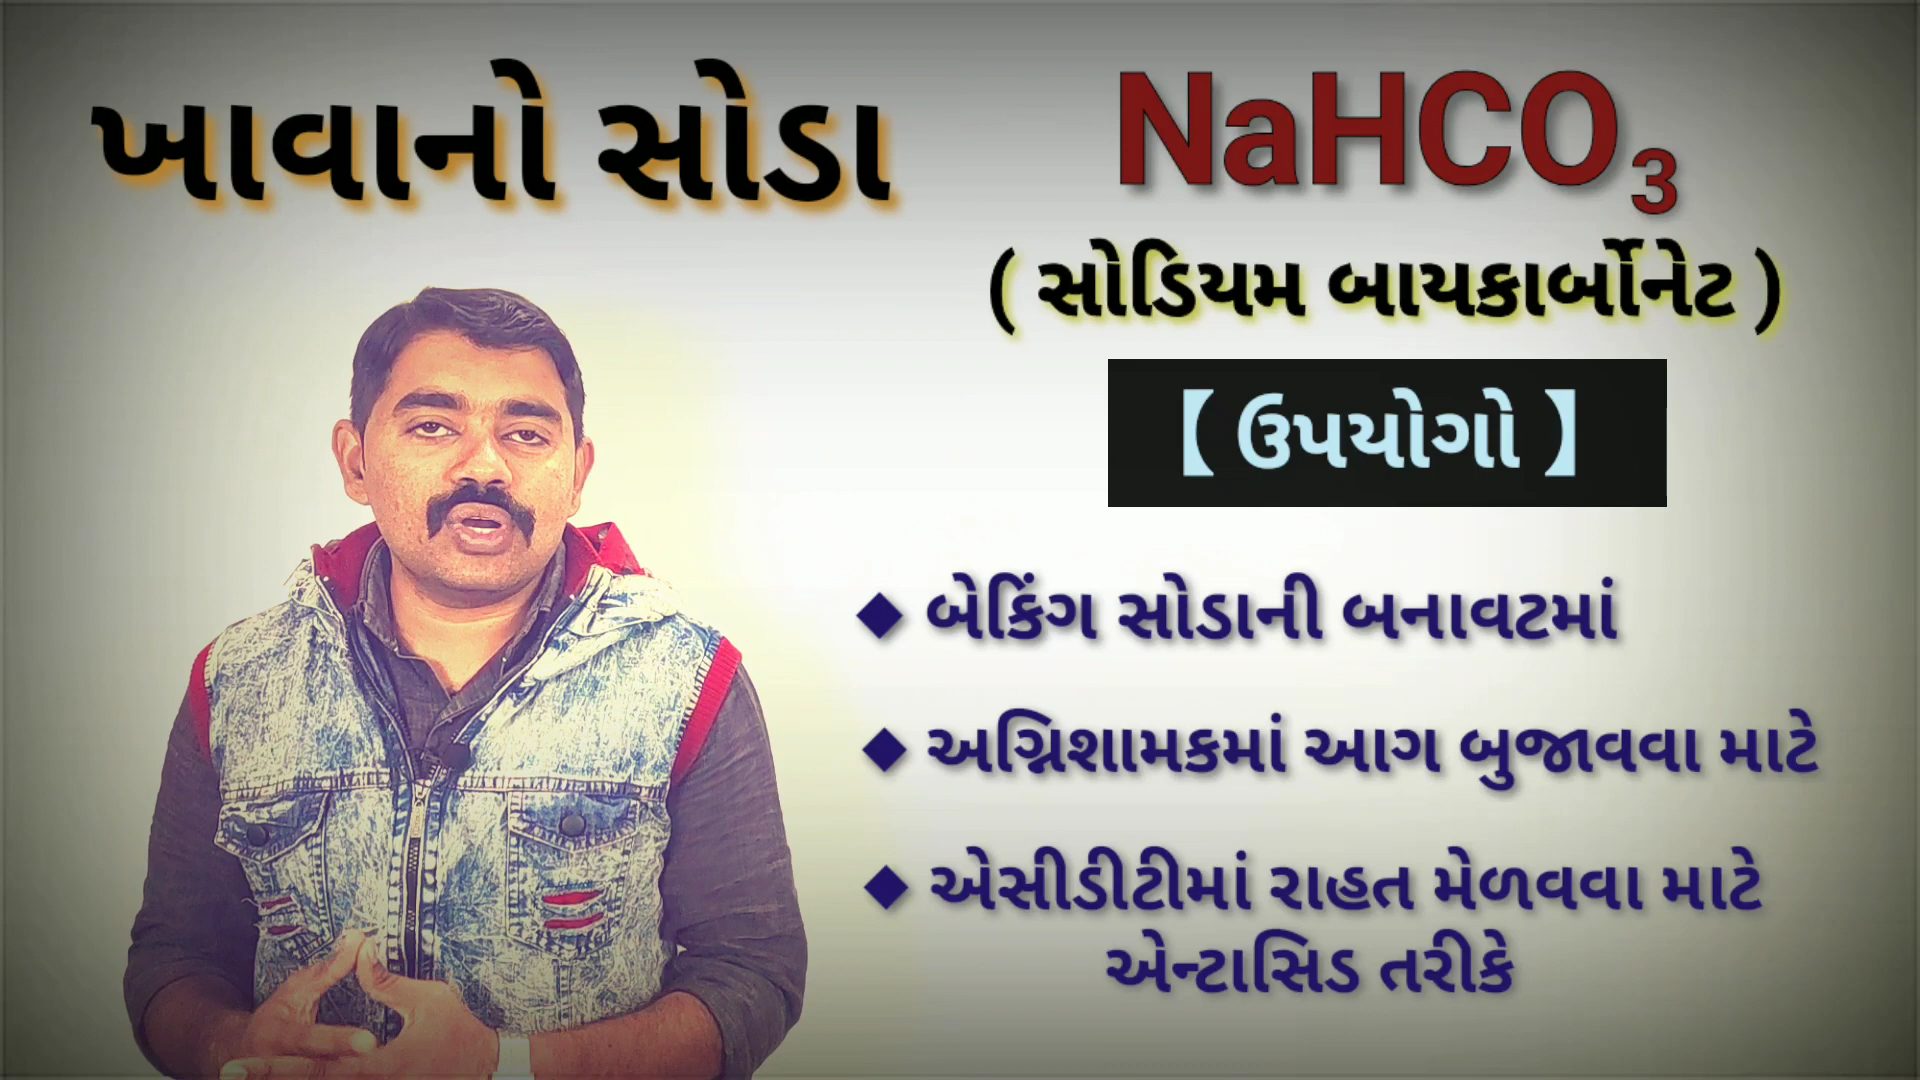 ખાવાનો સોડા
NaHCO₃
( સોડિયમ બાયકાર્બોનેટ )
【 ઉપયોગો 】
◆ બેકિંગ સોડાની બનાવટમાં
◆ અગ્નિશામકમાં આગ બુજાવવા માટે
◆ એસીડીટીમાં રાહત મેળવવા માટે
એન્ટાસિડ તરીકે